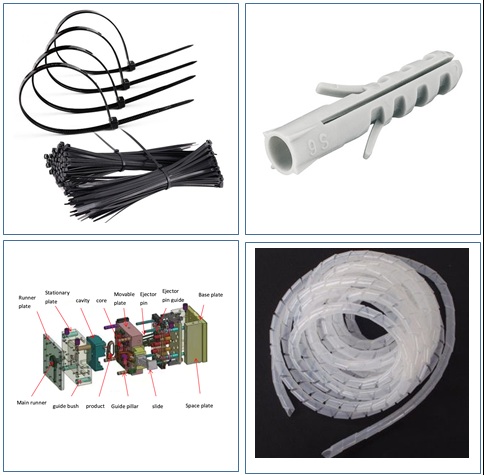 9S
Runner
plate
Stationary
plate
cavity
core
Movable
plate
Ejector
pin
Ejector
pin guide
Base plate
Main runner
guide bush
product
Guide pillar
slide
Space plate